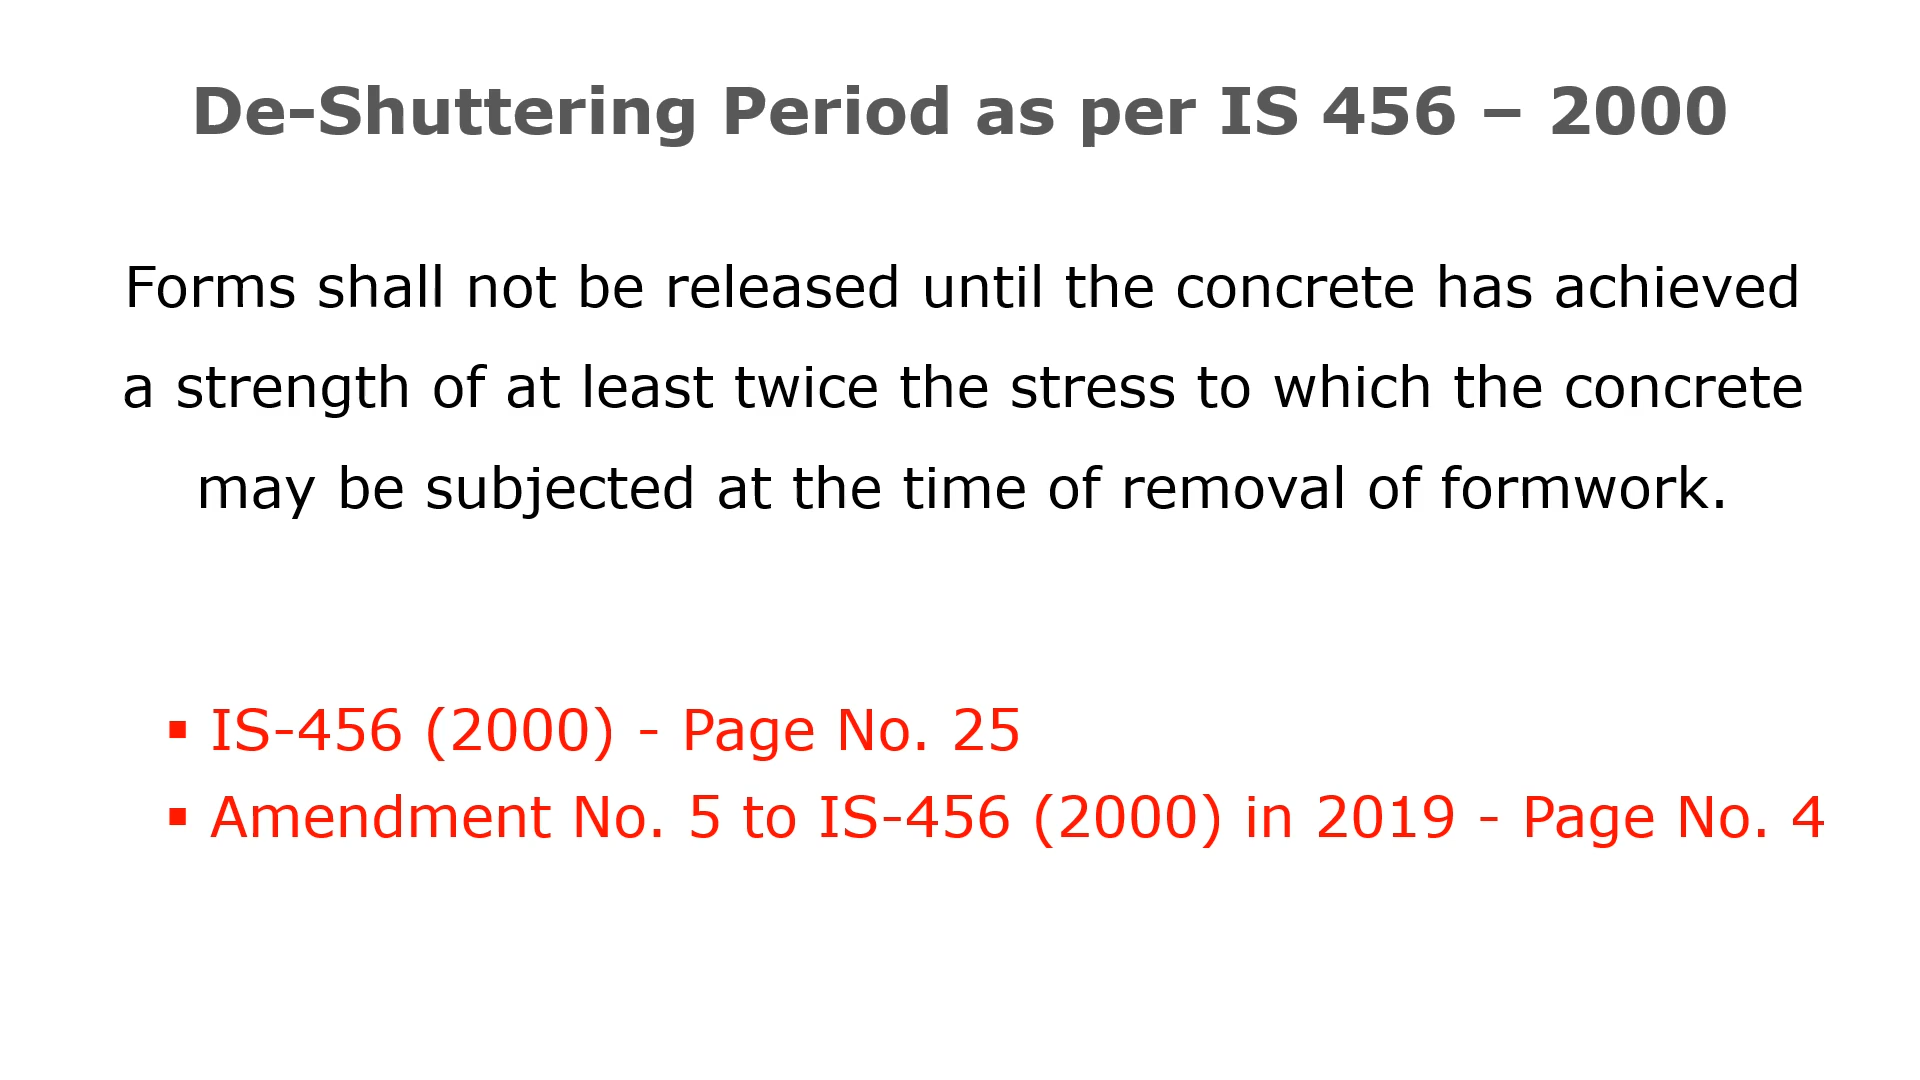 De-Shuttering Period as per IS 456 – 2000
Forms shall not be released until the concrete has achieved
a strength of at least twice the stress to which the concrete
may be subjected at the time of removal of formwork.
▪ IS-456 (2000) - Page No. 25
▪ Amendment No. 5 to IS-456 (2000) in 2019 - Page No. 4